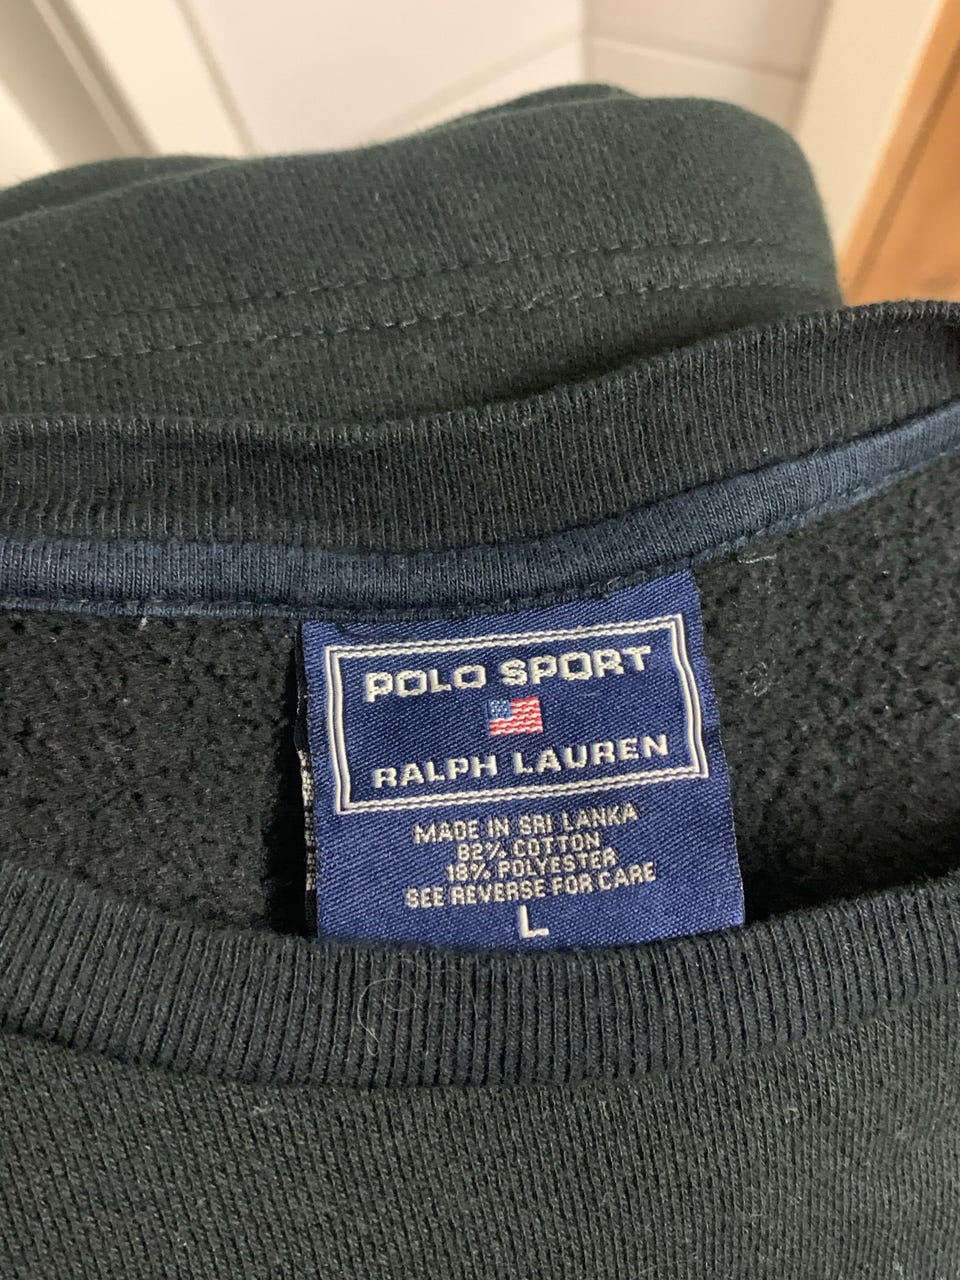 POLO SPORT
RALPH LAUREN
MADE IN SRI LANKA
82% COTTON
18% POLYESTER
SEE REVERSE FOR CARE
L